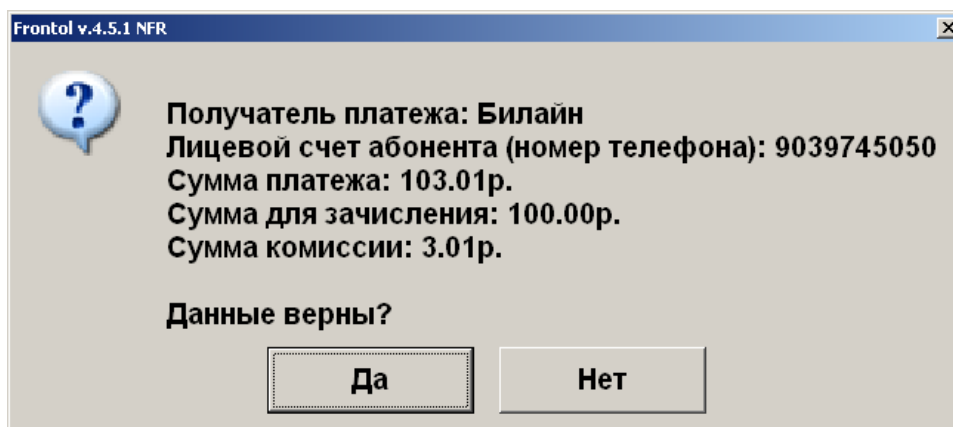 Frontol v.4.5.1 NFR
Получатель платежа: Билайн
Лицевой счет абонента (номер телефона): 9039745050
Сумма платежа: 103.01р.
Сумма для зачисления: 100.00р.
Сумма комиссии: 3.01р.
Данные верны?
Да Нет